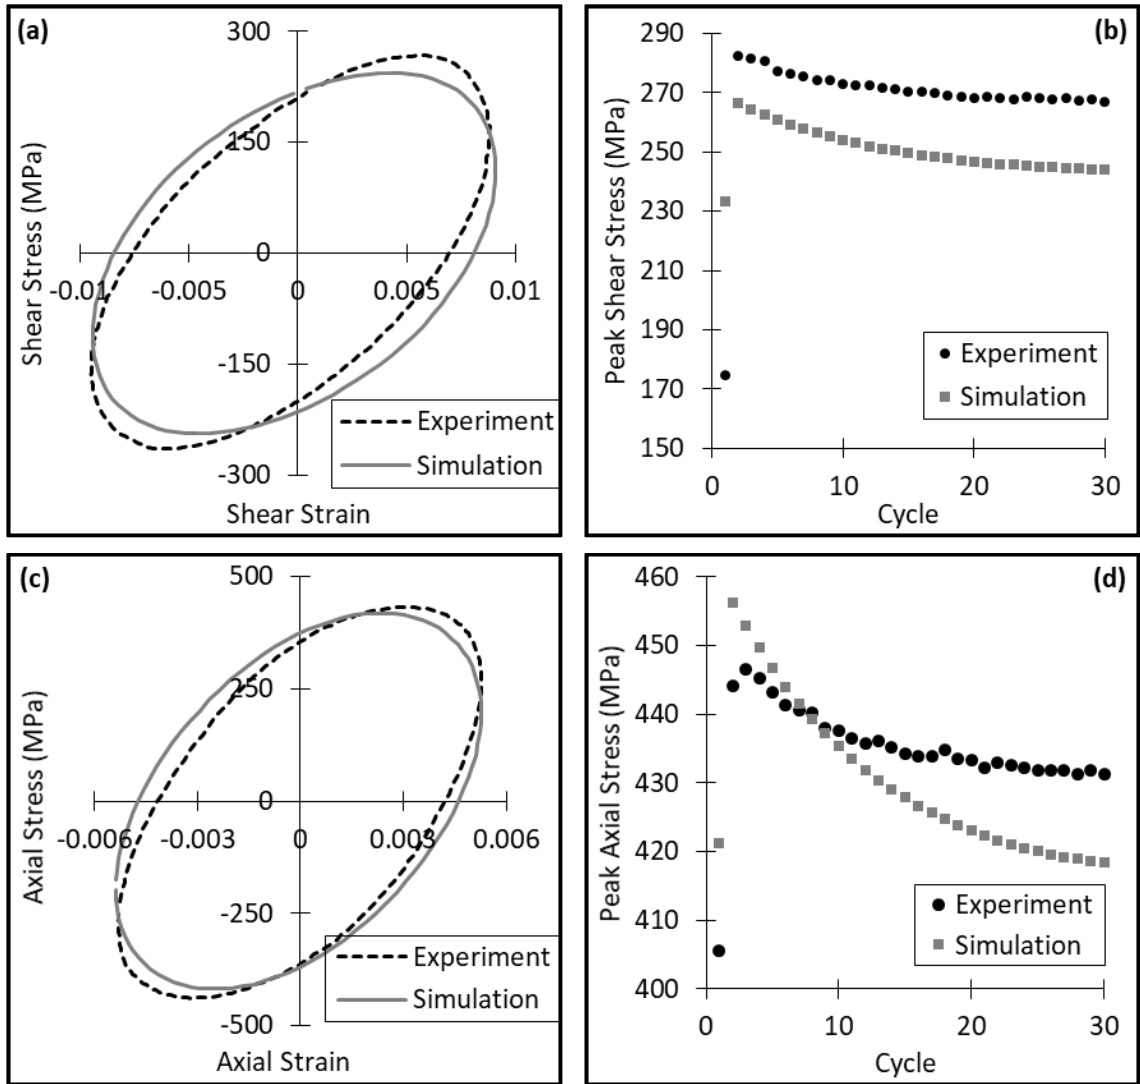 (a)
300
150
0
-0.01 -0.005 0 0.005 0.01
-150
-300
Shear Stress (MPa)
Shear Strain
Experiment
Simulation
(b)
290
270
250
230
210
190
170
150
0 10 20 30
Peak Shear Stress (MPa)
Cycle
Experiment
Simulation
(c)
500
250
0
-0.006 -0.003 0 0.003 0.006
-250
-500
Axial Stress (MPa)
Axial Strain
Experiment
Simulation
(d)
460
450
440
430
420
410
400
0 10 20 30
Peak Axial Stress (MPa)
Cycle
Experiment
Simulation